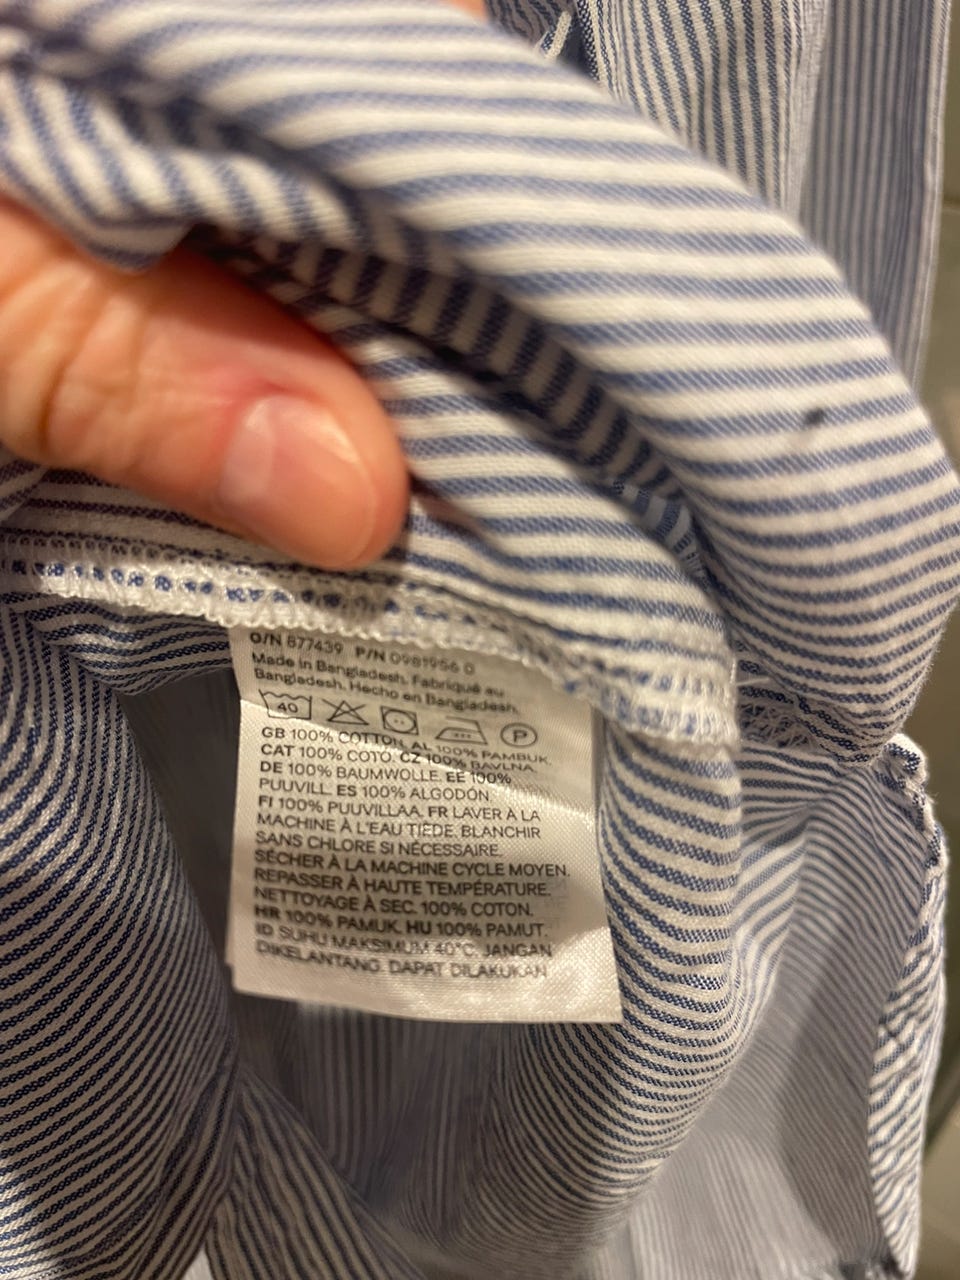 O/N 877439 P/N 0981956 0
Made in Bangladesh. Fabriqué au
Bangladesh. Hecho en Bangladesh.
40 P
GB 100% COTTON. AL 100% PAMBUK.
CAT 100% COTÓ. CZ 100% BAVLNA.
DE 100% BAUMWOLLE. EE 100%
PUUVILL. ES 100% ALGODÓN.
FI 100% PUUVILLAA. FR LAVER À LA
MACHINE À L'EAU TIÈDE. BLANCHIR
SANS CHLORE SI NÉCESSAIRE.
SÉCHER À LA MACHINE CYCLE MOYEN.
REPASSER À HAUTE TEMPÉRATURE.
NETTOYAGE À SEC. 100% COTON.
HR 100% PAMUK. HU 100% PAMUT.
ID SUHU MAKSIMUM 40°C. JANGAN
DIKELANTANG. DAPAT DILAKUKAN